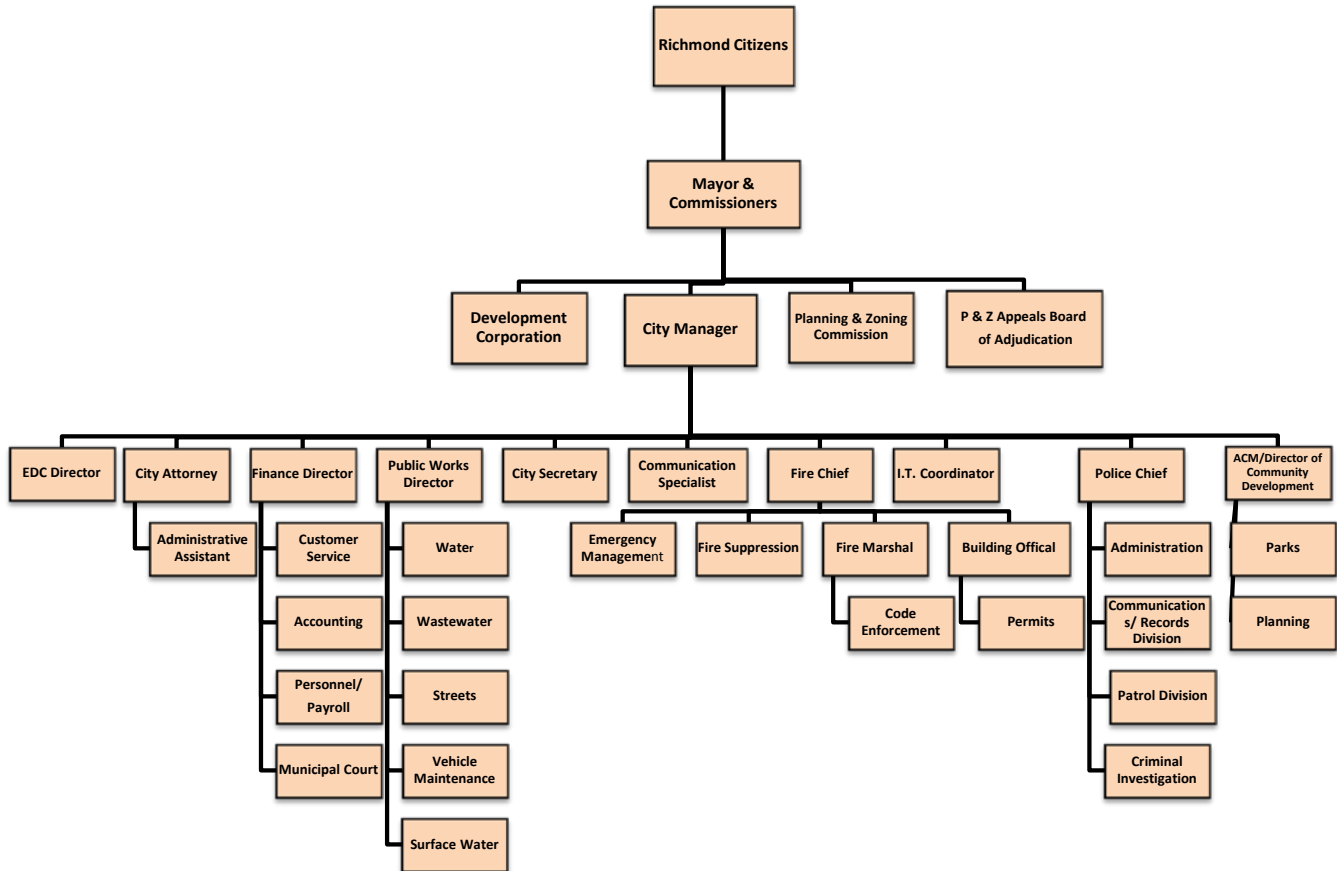 Richmond Citizens
Mayor &
Commissioners
Development
Corporation
City Manager
Planning & Zoning
Commission
P & Z Appeals Board
of Adjudication
EDC Director
City Attorney
Finance Director
Public Works
Director
City Secretary
Communication
Specialist
Fire Chief
I.T. Coordinator
Police Chief
ACM/Director of
Community
Development
Administrative
Assistant
Customer
Service
Water
Emergency
Management
Fire Suppression
Fire Marshal
Building Offical
Administration
Parks
Accounting
Wastewater
Code
Enforcement
Permits
Communication
s/ Records
Division
Planning
Personnel/
Payroll
Streets
Patrol Division
Municipal Court
Vehicle
Maintenance
Criminal
Investigation
Surface Water